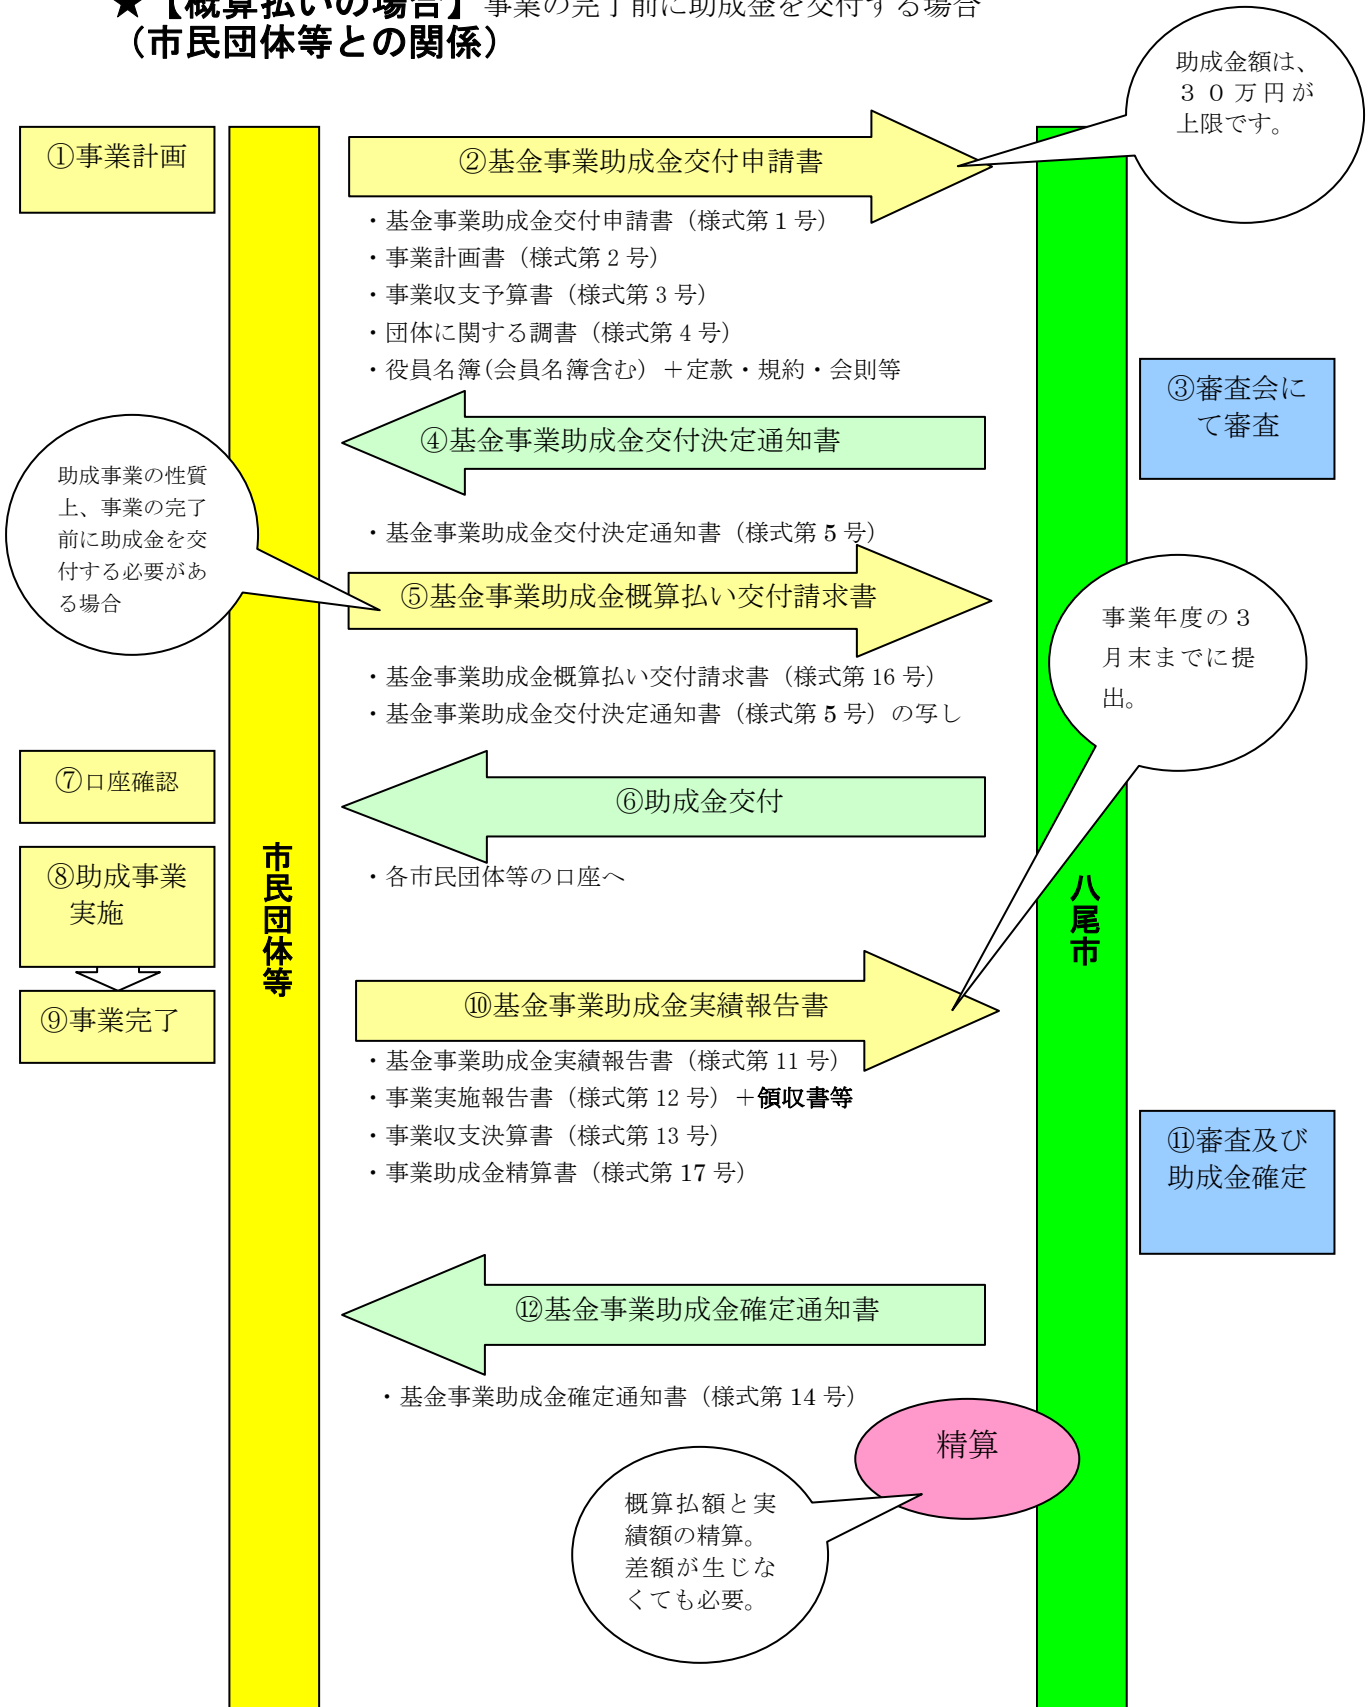 ★【概算払いの場合】事業の完了前に助成金を交付する場合
（市民団体等との関係）
助成金額は、
３０万円が
上限です。
①事業計画
②基金事業助成金交付申請書
・基金事業助成金交付申請書（様式第１号）
・事業計画書（様式第２号）
・事業収支予算書（様式第３号）
・団体に関する調書（様式第４号）
・役員名簿(会員名簿含む）＋定款・規約・会則等
③審査会に
て審査
④基金事業助成金交付決定通知書
・基金事業助成金交付決定通知書（様式第５号）
助成事業の性質
上、事業の完了
前に助成金を交
付する必要があ
る場合
⑤基金事業助成金概算払い交付請求書
・基金事業助成金概算払い交付請求書（様式第 16 号）
・基金事業助成金交付決定通知書（様式第５号）の写し
事業年度の３
月末までに提
出。
⑥助成金交付
・各市民団体等の口座へ
⑦口座確認
⑧助成事業
実施
⑨事業完了
市民団体等
八尾市
⑩基金事業助成金実績報告書
・基金事業助成金実績報告書（様式第 11 号）
・事業実施報告書（様式第 12 号）＋領収書等
・事業収支決算書（様式第 13 号）
・事業助成金精算書（様式第 17 号）
⑪審査及び
助成金確定
⑫基金事業助成金確定通知書
・基金事業助成金確定通知書（様式第 14 号）
精算
概算払額と実
績額の精算。
差額が生じな
くても必要。